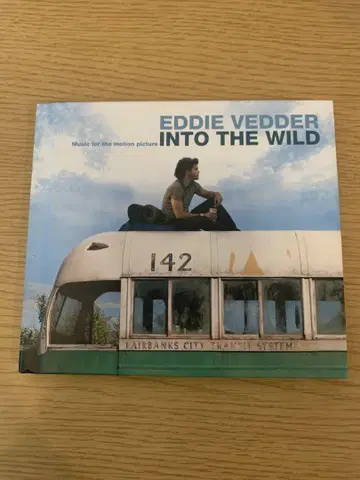 EDDIE VEDDER
Music for the motion picture INTO THE WILD
142
FAIRBANKS CITY TRANSIT SYSTEM